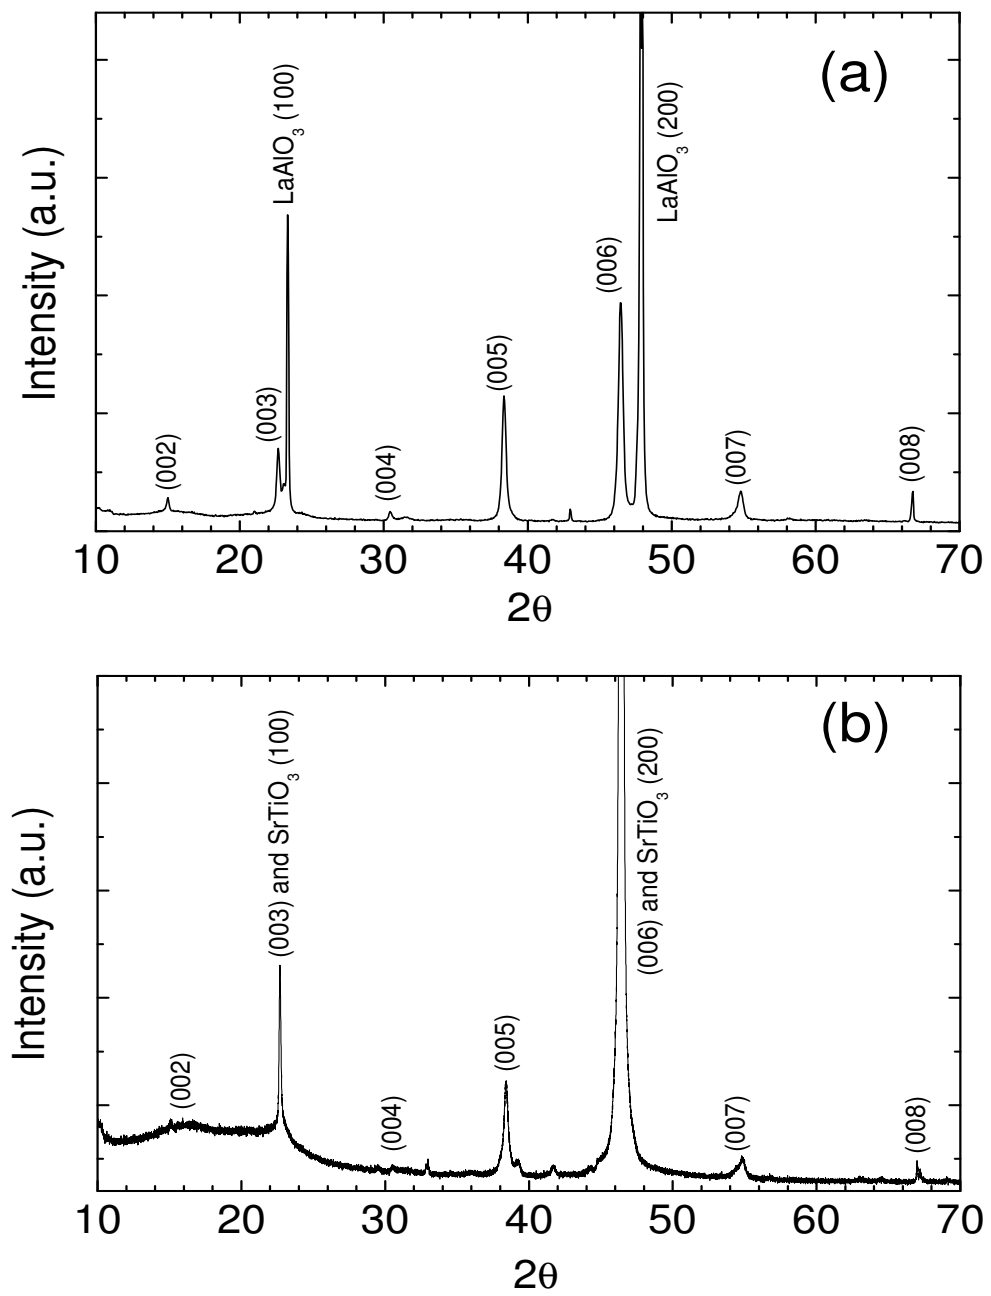 (a)
Intensity (a.u.)
(002)
(003)
LaAlO₃ (100)
(004)
(005)
(006)
LaAlO₃ (200)
(007)
(008)
10 20 30 40 50 60 70
2θ
(b)
Intensity (a.u.)
(002)
(003) and SrTiO₃ (100)
(004)
(005)
(006) and SrTiO₃ (200)
(007)
(008)
10 20 30 40 50 60 70
2θ